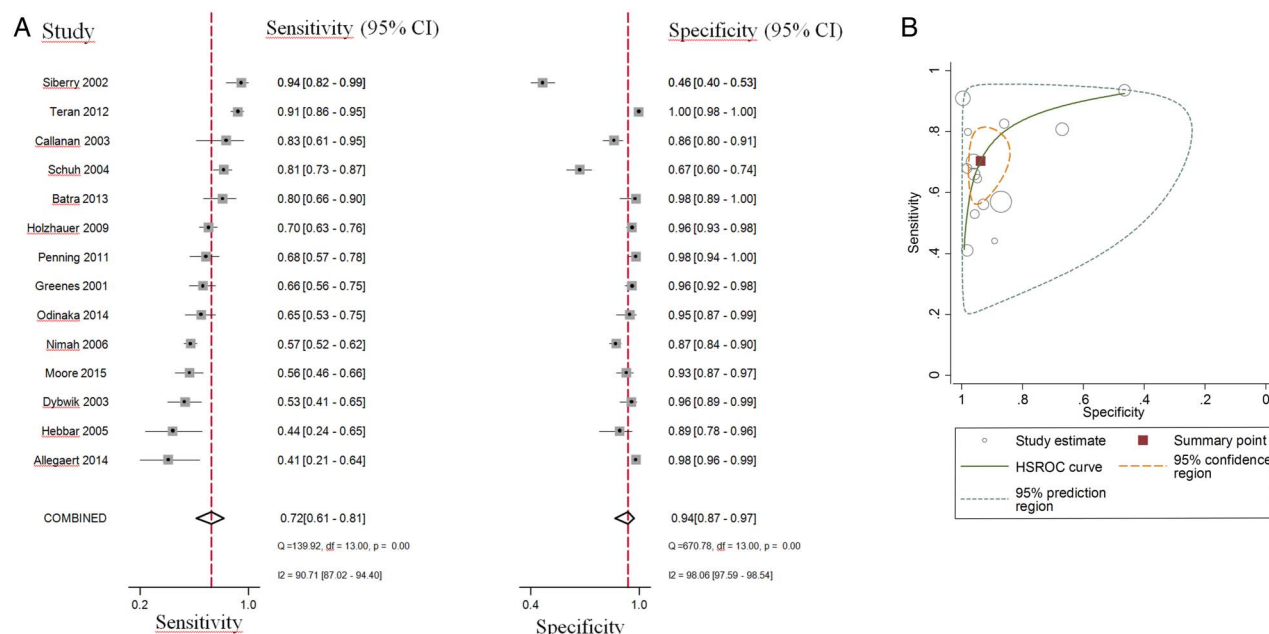 A Study Sensitivity (95% CI) Specificity (95% CI)
Siberry 2002 0.94 [0.82 - 0.99] 0.46 [0.40 - 0.53]
Teran 2012 0.91 [0.86 - 0.95] 1.00 [0.98 - 1.00]
Callanan 2003 0.83 [0.61 - 0.95] 0.86 [0.80 - 0.91]
Schuh 2004 0.81 [0.73 - 0.87] 0.67 [0.60 - 0.74]
Batra 2013 0.80 [0.66 - 0.90] 0.98 [0.89 - 1.00]
Holzhauer 2009 0.70 [0.63 - 0.76] 0.96 [0.93 - 0.98]
Penning 2011 0.68 [0.57 - 0.78] 0.98 [0.94 - 1.00]
Greenes 2001 0.66 [0.56 - 0.75] 0.96 [0.92 - 0.98]
Odinaka 2014 0.65 [0.53 - 0.75] 0.95 [0.87 - 0.99]
Nimah 2006 0.57 [0.52 - 0.62] 0.87 [0.84 - 0.90]
Moore 2015 0.56 [0.46 - 0.66] 0.93 [0.87 - 0.97]
Dybwik 2003 0.53 [0.41 - 0.65] 0.96 [0.89 - 0.99]
Hebbar 2005 0.44 [0.24 - 0.65] 0.89 [0.78 - 0.96]
Allegaert 2014 0.41 [0.21 - 0.64] 0.98 [0.96 - 0.99]
COMBINED 0.72[0.61 - 0.81] 0.94[0.87 - 0.97]
Q =139.92, df = 13.00, p = 0.00 Q =670.78, df = 13.00, p = 0.00
I2 = 90.71 [87.02 - 94.40] I2 = 98.06 [97.59 - 98.54]
0.2 1.0 0.4 1.0
Sensitivity Specificity
B
1
.8
.6
.4
.2
0
Sensitivity
1 .8 .6 .4 .2 0
Specificity
Study estimate Summary point
HSROC curve 95% confidence
region
95% prediction
region